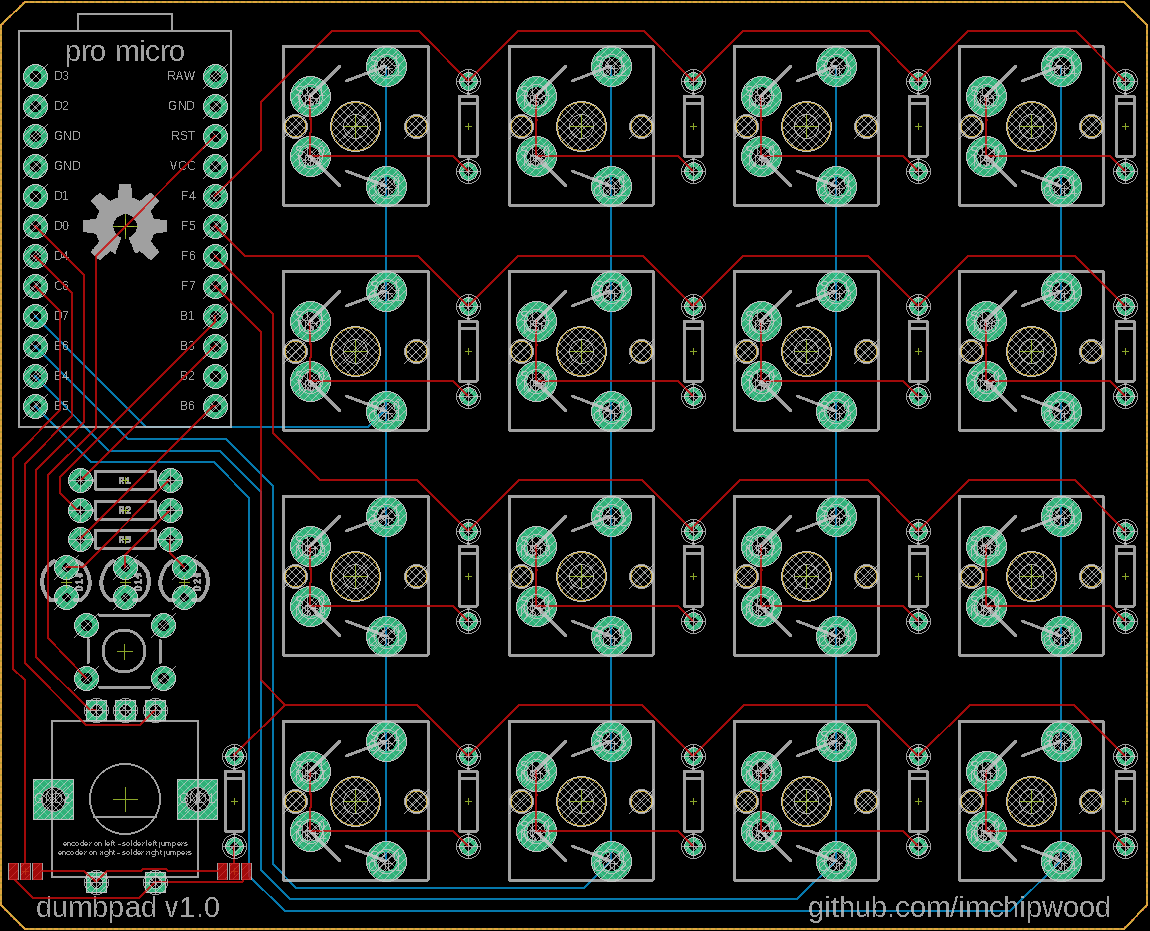 pro micro
D3 RAW
D2 GND
GND RST
GND VCC
D1 F4
D0 F5
D4 F6
C6 F7
D7 B1
E6 B3
B4 B2
B5 B6
R1
R2
R3
encoder on left - solder left jumpers
encoder on right - solder right jumpers
dumbpad v1.0
github.com/imchipwood